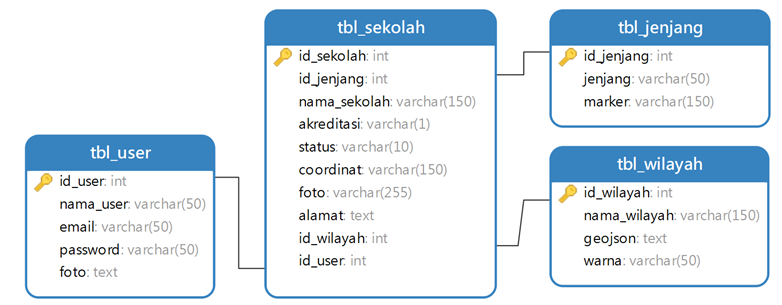 tbl_user
id_user: int
nama_user: varchar(50)
email: varchar(50)
password: varchar(50)
foto: text
tbl_sekolah
id_sekolah: int
id_jenjang: int
nama_sekolah: varchar(150)
akreditasi: varchar(1)
status: varchar(10)
coordinat: varchar(150)
foto: varchar(255)
alamat: text
id_wilayah: int
id_user: int
tbl_jenjang
id_jenjang: int
jenjang: varchar(50)
marker: varchar(150)
tbl_wilayah
id_wilayah: int
nama_wilayah: varchar(150)
geojson: text
warna: varchar(50)